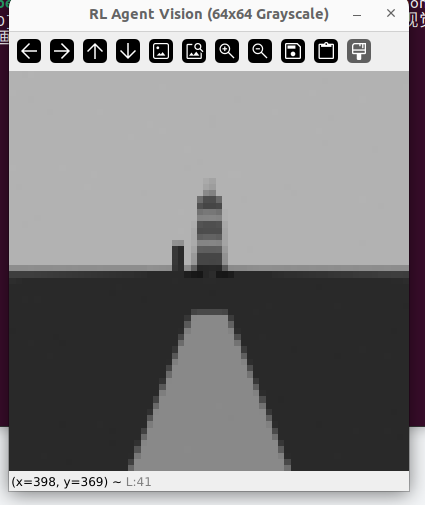 RL Agent Vision (64x64 Grayscale)
(x=398, y=369) ~ L:41